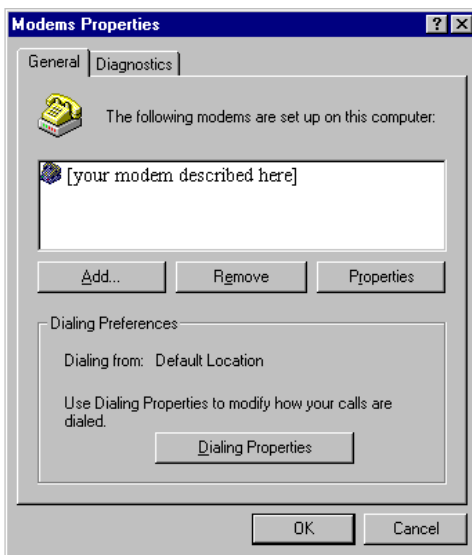 Modems Properties
General Diagnostics
The following modems are set up on this computer:
[your modem described here]
Add... Remove Properties
Dialing Preferences
Dialing from: Default Location
Use Dialing Properties to modify how your calls are
dialed.
Dialing Properties
OK Cancel